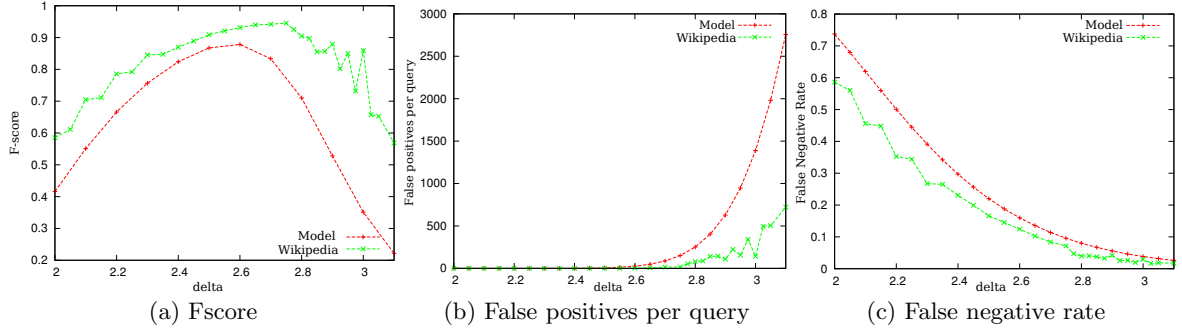 1
0.9
0.8
0.7
0.6
0.5
0.4
0.3
0.2
2 2.2 2.4 2.6 2.8 3
F-score
delta
Model
Wikipedia
(a) Fscore
3000
2500
2000
1500
1000
500
0
2 2.2 2.4 2.6 2.8 3
False positives per query
delta
Model
Wikipedia
(b) False positives per query
0.8
0.7
0.6
0.5
0.4
0.3
0.2
0.1
0
2 2.2 2.4 2.6 2.8 3
False Negative Rate
delta
Model
Wikipedia
(c) False negative rate